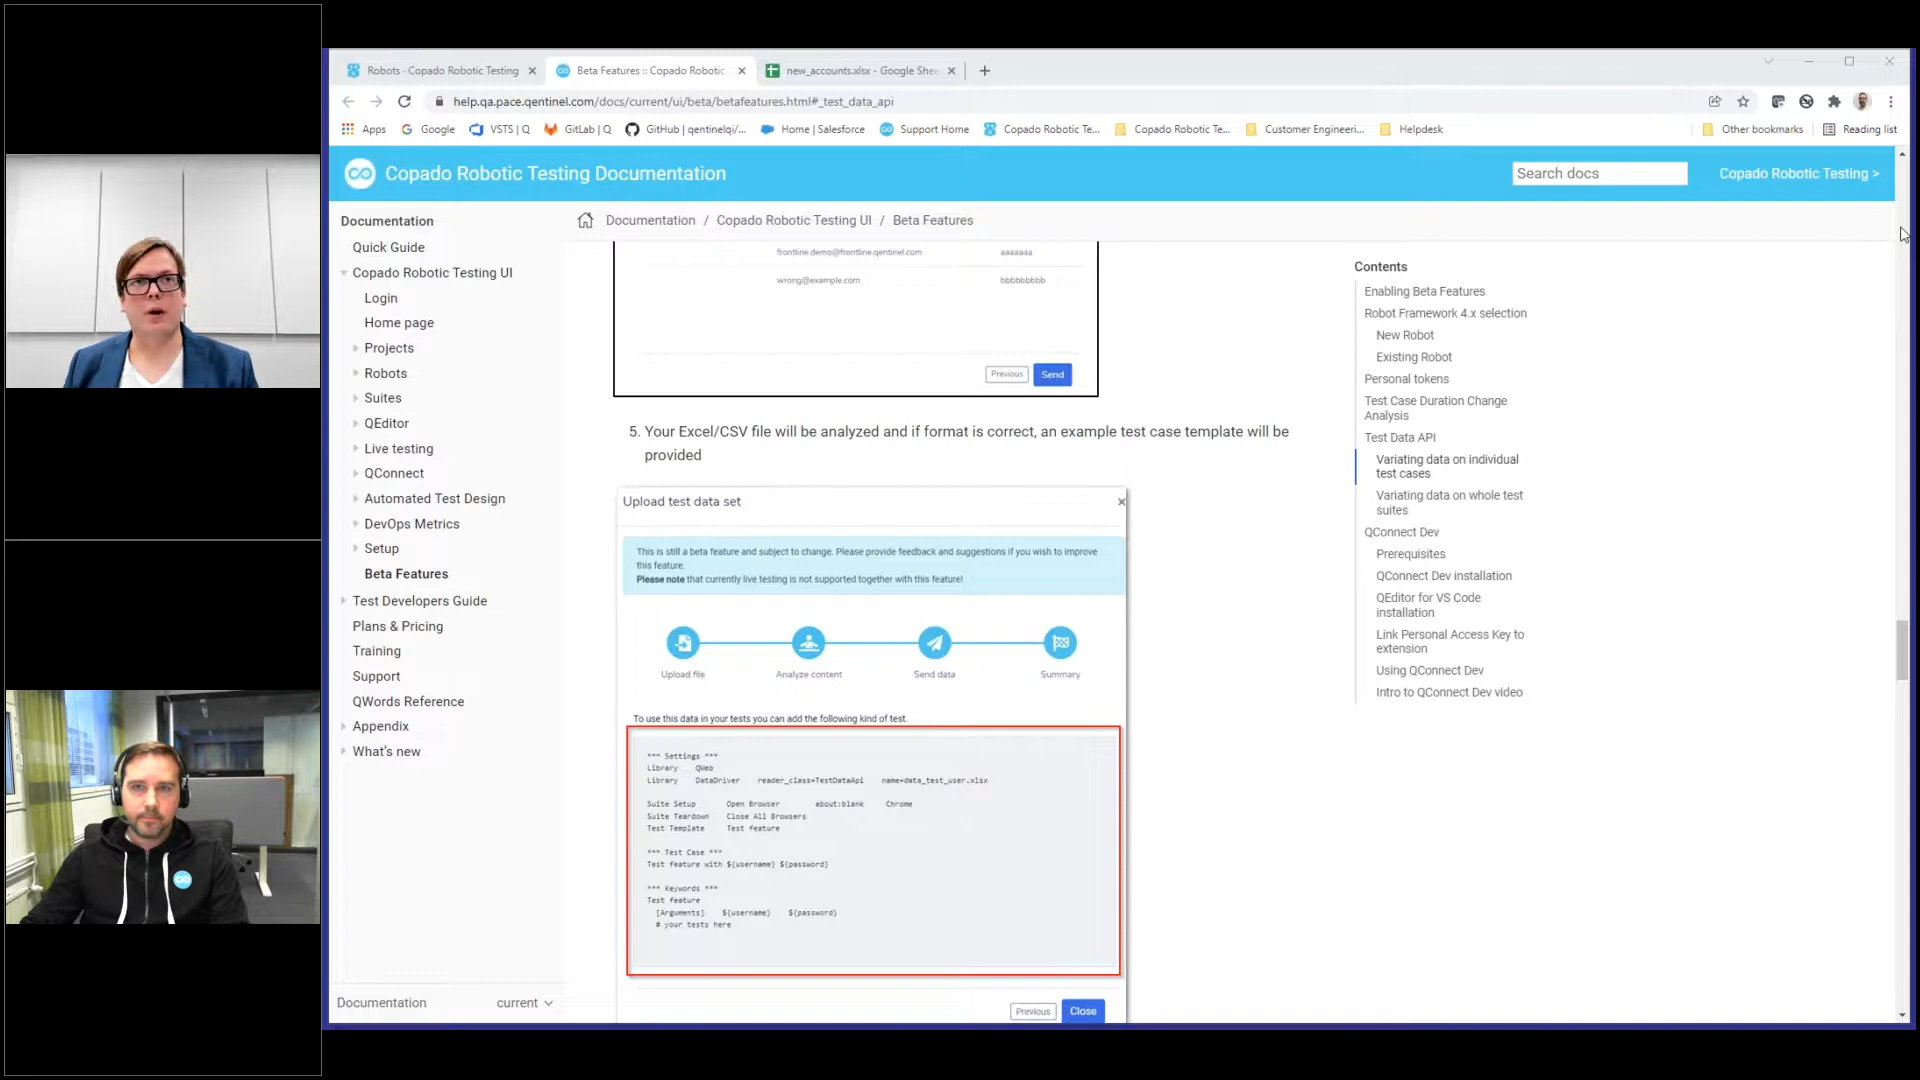 Robots - Copado Robotic Testing
Beta Features :: Copado Robotic
new_accounts.xlsx - Google Shee
help.qa.pace.qentinel.com/docs/current/ui/beta/betafeatures.html#_test_data_api
Apps
Google
VSTS | Q
GitLab | Q
GitHub | qentinelqi/...
Home | Salesforce
Support Home
Copado Robotic Te...
Copado Robotic Te...
Customer Engineeri...
Helpdesk
Other bookmarks
Reading list
Copado Robotic Testing Documentation
Search docs
Copado Robotic Testing >
Documentation
Quick Guide
Copado Robotic Testing UI
Login
Home page
Projects
Robots
Suites
QEditor
Live testing
QConnect
Automated Test Design
DevOps Metrics
Setup
Beta Features
Test Developers Guide
Plans & Pricing
Training
Support
QWords Reference
Appendix
What's new
Documentation
current
Documentation / Copado Robotic Testing UI / Beta Features
frontline.demo@frontline.qentinel.com aaaaaaa
wrong@example.com bbbbbbbbb
Previous
Send
5. Your Excel/CSV file will be analyzed and if format is correct, an example test case template will be
provided
Upload test data set
This is still a beta feature and subject to change. Please provide feedback and suggestions if you wish to improve
this feature.
Please note that currently live testing is not supported together with this feature!
Upload file
Analyze content
Send data
Summary
To use this data in your tests you can add the following kind of test.
*** Settings ***
Library QWeb
Library DataDriver reader_class=TestDataApi name=data_test_user.xlsx
Suite Setup Open Browser about:blank Chrome
Suite Teardown Close All Browsers
Test Template Test feature
*** Test Case ***
Test feature with ${username} ${password}
*** Keywords ***
Test feature
[Arguments] ${username} ${password}
# your tests here
Previous
Close
Contents
Enabling Beta Features
Robot Framework 4.x selection
New Robot
Existing Robot
Personal tokens
Test Case Duration Change
Analysis
Test Data API
Variating data on individual
test cases
Variating data on whole test
suites
QConnect Dev
Prerequisites
QConnect Dev installation
QEditor for VS Code
installation
Link Personal Access Key to
extension
Using QConnect Dev
Intro to QConnect Dev video